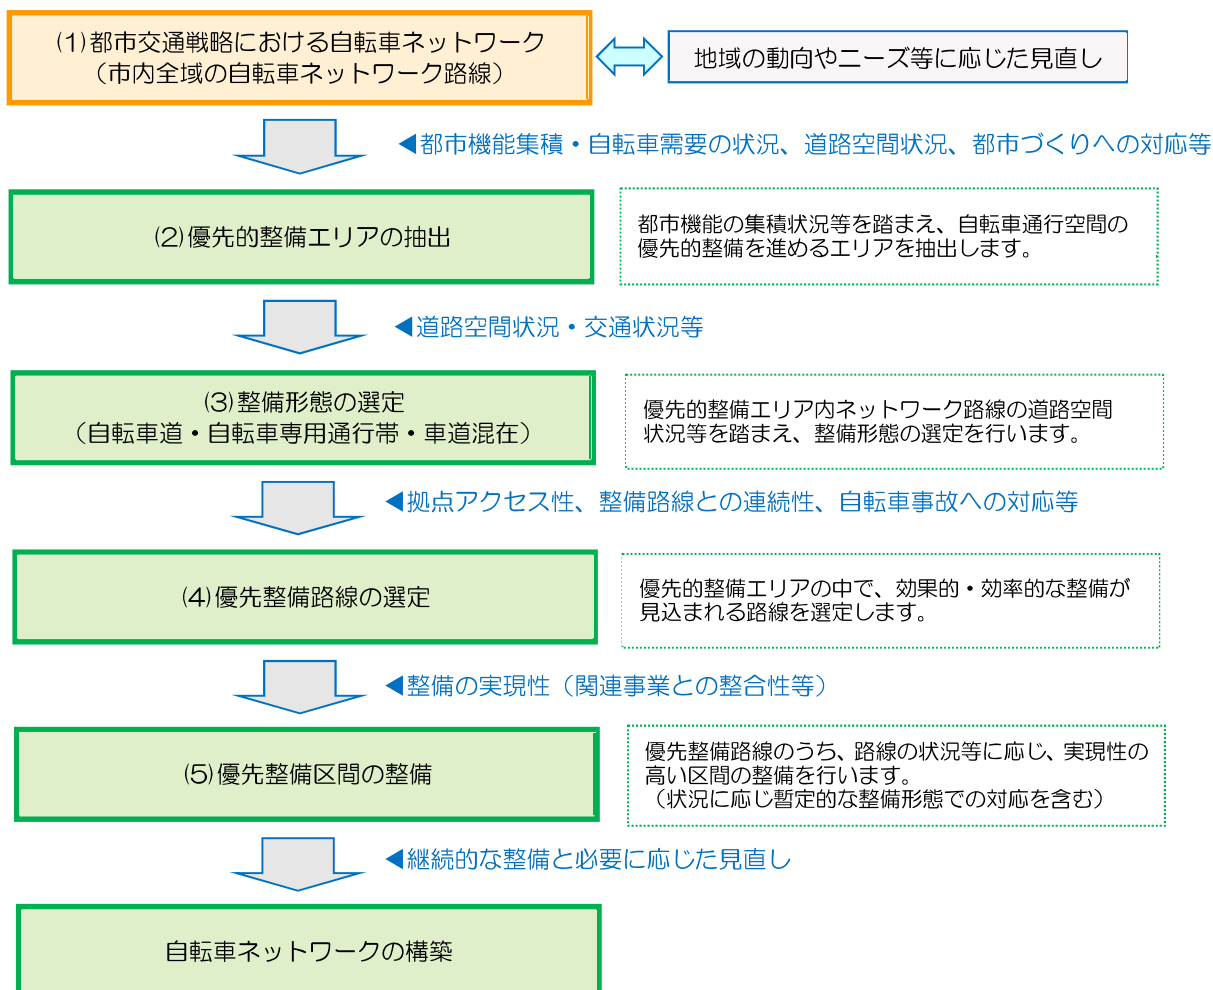 (1)都市交通戦略における自転車ネットワーク
（市内全域の自転車ネットワーク路線）
地域の動向やニーズ等に応じた見直し
◀都市機能集積・自転車需要の状況、道路空間状況、都市づくりへの対応等
(2)優先的整備エリアの抽出
都市機能の集積状況等を踏まえ、自転車通行空間の
優先的整備を進めるエリアを抽出します。
◀道路空間状況・交通状況等
(3)整備形態の選定
（自転車道・自転車専用通行帯・車道混在）
優先的整備エリア内ネットワーク路線の道路空間
状況等を踏まえ、整備形態の選定を行います。
◀拠点アクセス性、整備路線との連続性、自転車事故への対応等
(4)優先整備路線の選定
優先的整備エリアの中で、効果的・効率的な整備が
見込まれる路線を選定します。
◀整備の実現性（関連事業との整合性等）
(5)優先整備区間の整備
優先整備路線のうち、路線の状況等に応じ、実現性の
高い区間の整備を行います。
（状況に応じ暫定的な整備形態での対応を含む）
◀継続的な整備と必要に応じた見直し
自転車ネットワークの構築